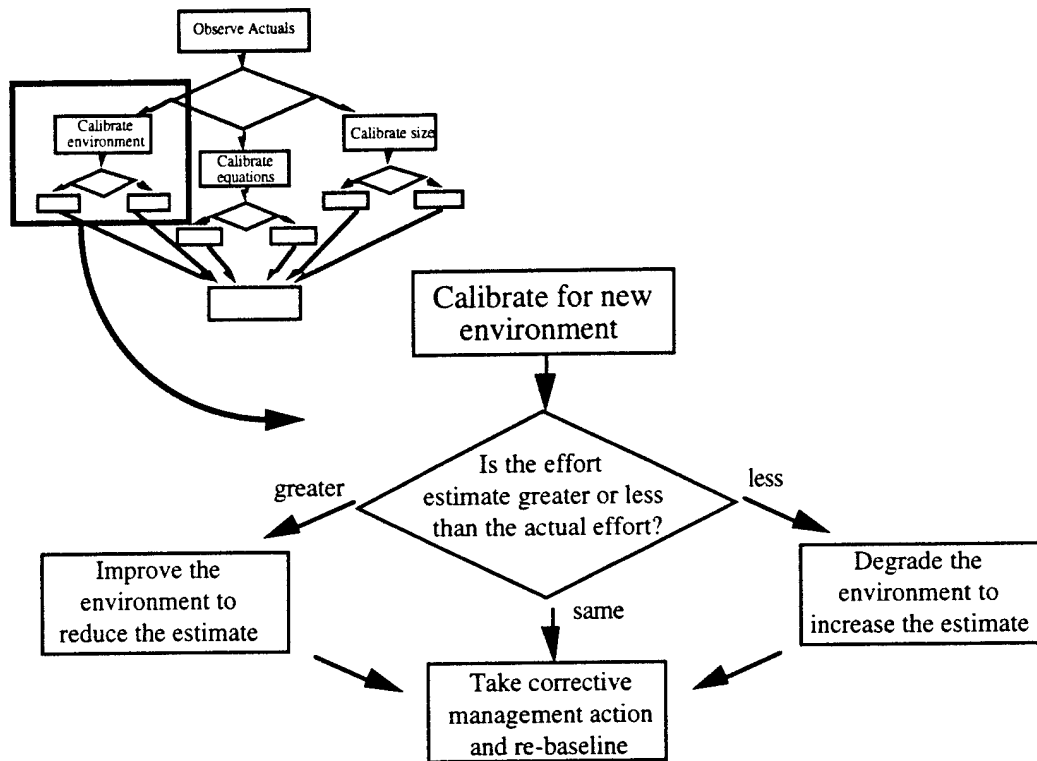 Observe Actuals
Calibrate
environment
Calibrate size
Calibrate
equations
Calibrate for new
environment
Is the effort
estimate greater or less
than the actual effort?
greater
less
Improve the
environment to
reduce the estimate
same
Degrade the
environment to
increase the estimate
Take corrective
management action
and re-baseline